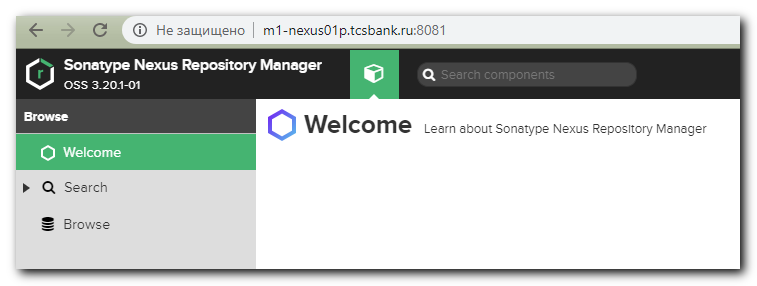 Не защищено m1-nexus01p.tcsbank.ru:8081
r
Sonatype Nexus Repository Manager
OSS 3.20.1-01
Search components
Browse
Welcome
Search
Browse
Welcome Learn about Sonatype Nexus Repository Manager